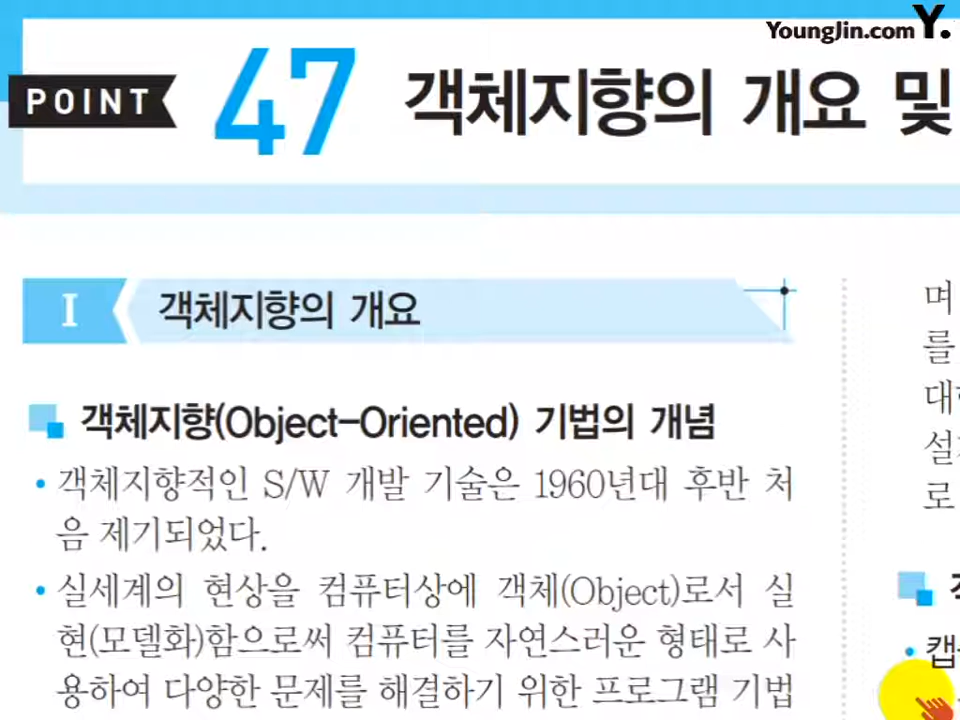 YoungJin.com Y.
POINT 47 객체지향의 개요 및
I 객체지향의 개요
객체지향(Object-Oriented) 기법의 개념
• 객체지향적인 S/W 개발 기술은 1960년대 후반 처
음 제기되었다.
• 실세계의 현상을 컴퓨터상에 객체(Object)로서 실
현(모델화)함으로써 컴퓨터를 자연스러운 형태로 사
용하여 다양한 문제를 해결하기 위한 프로그램 기법
며
를
로